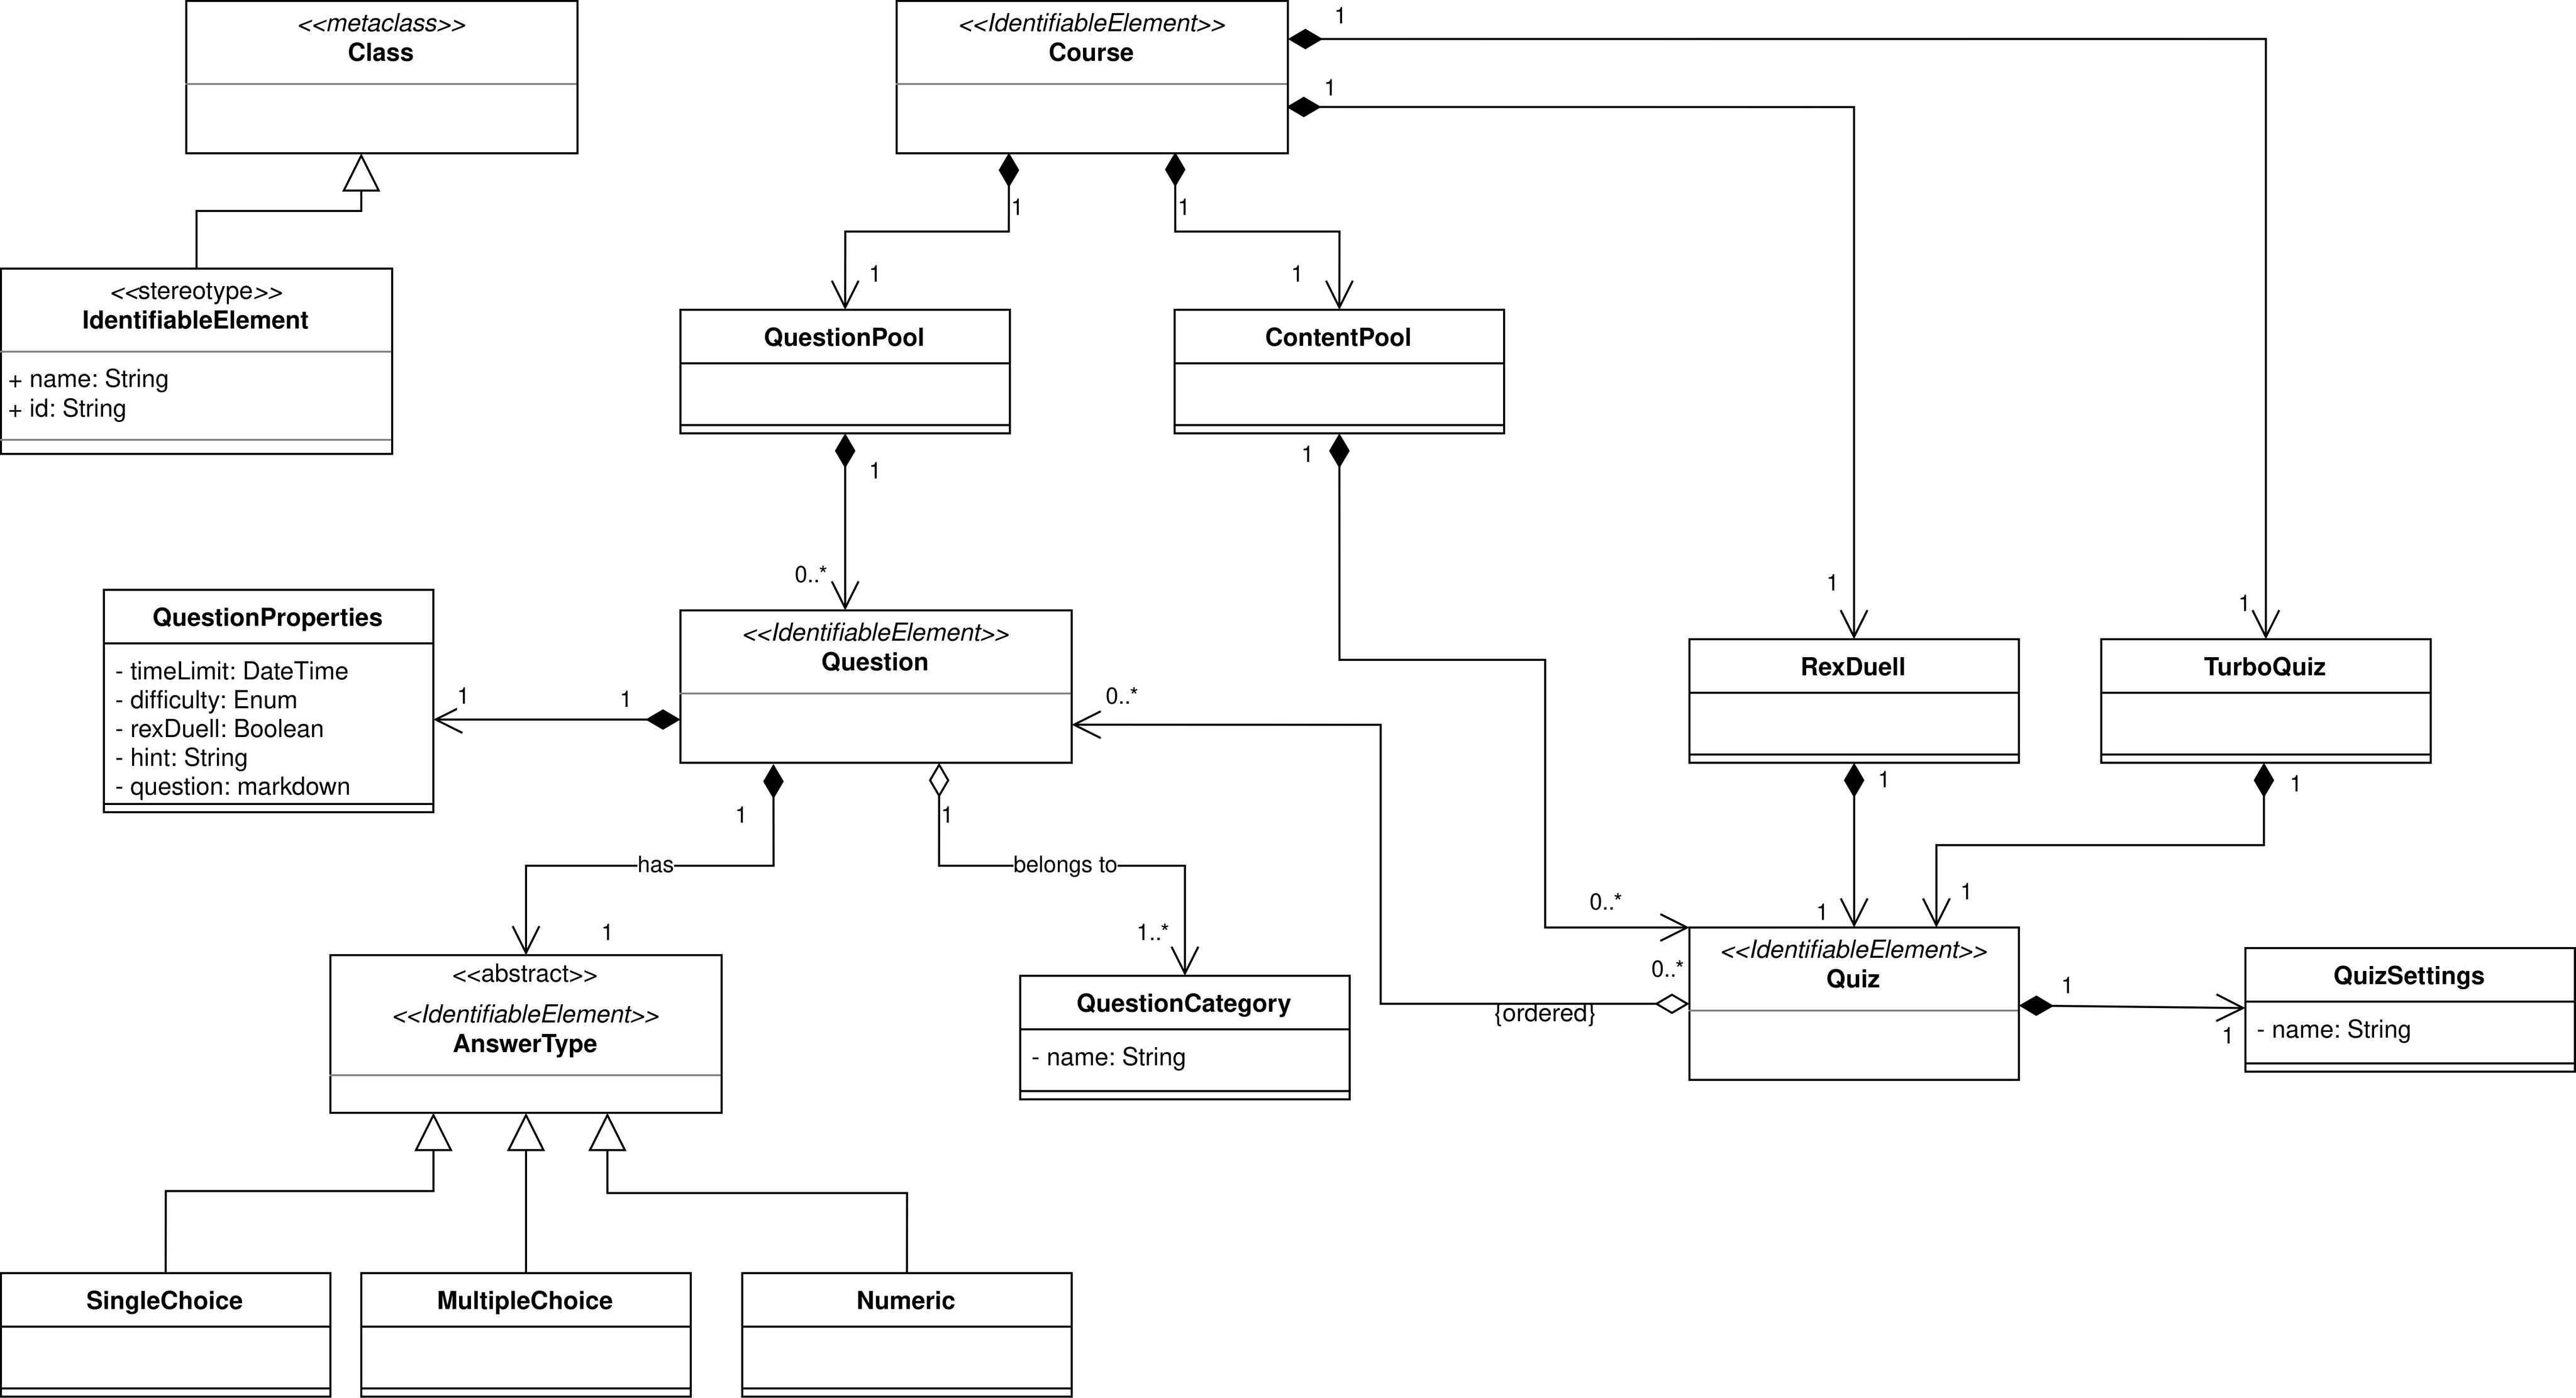 <<metaclass>>
Class
<<IdentifiableElement>>
Course
1
1
1
1
<<stereotype>>
IdentifiableElement
+ name: String
+ id: String
1
1
QuestionPool
ContentPool
1
1
0..*
1
1
QuestionProperties
- timeLimit: DateTime
- difficulty: Enum
- rexDuell: Boolean
- hint: String
- question: markdown
1
1
<<IdentifiableElement>>
Question
0..*
RexDuell
TurboQuiz
1
1
1
1
has
belongs to
1
1..*
0..*
1
1
<<abstract>>
<<IdentifiableElement>>
AnswerType
QuestionCategory
- name: String
0..*
{ordered}
<<IdentifiableElement>>
Quiz
1
1
QuizSettings
- name: String
SingleChoice
MultipleChoice
Numeric